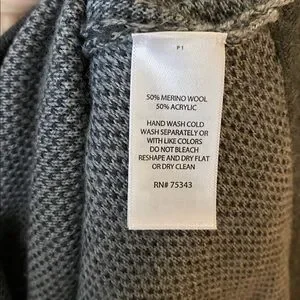 P1
50% MERINO WOOL
50% ACRYLIC
HAND WASH COLD
WASH SEPARATELY OR
WITH LIKE COLORS
DO NOT BLEACH
RESHAPE AND DRY FLAT
OR DRY CLEAN
RN# 75343